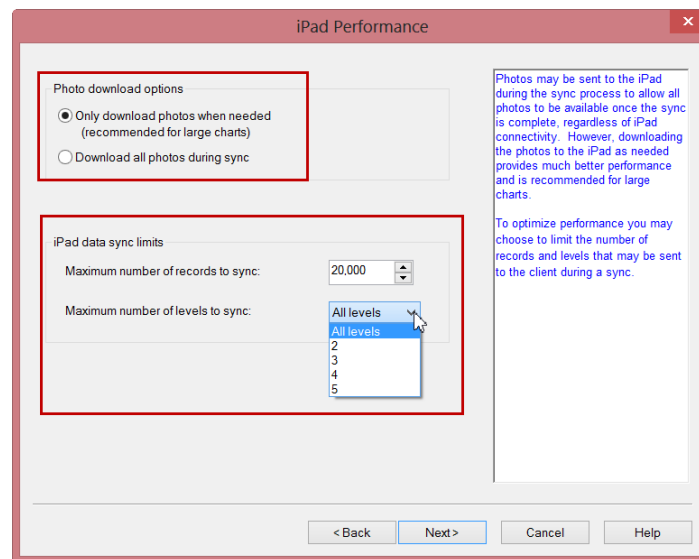 iPad Performance
x
Photo download options
Only download photos when needed
(recommended for large charts)
Download all photos during sync
iPad data sync limits
Maximum number of records to sync:
20,000
Maximum number of levels to sync:
All levels
All levels
2
3
4
5
Photos may be sent to the iPad
during the sync process to allow all
photos to be available once the sync
is complete, regardless of iPad
connectivity. However, downloading
the photos to the iPad as needed
provides much better performance
and is recommended for large
charts.
To optimize performance you may
choose to limit the number of
records and levels that may be sent
to the client during a sync.
< Back
Next >
Cancel
Help